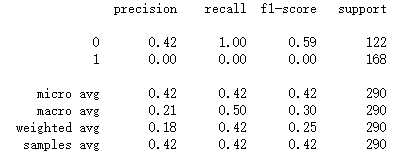 precision recall f1-score support
0 0.42 1.00 0.59 122
1 0.00 0.00 0.00 168
micro avg 0.42 0.42 0.42 290
macro avg 0.21 0.50 0.30 290
weighted avg 0.18 0.42 0.25 290
samples avg 0.42 0.42 0.42 290